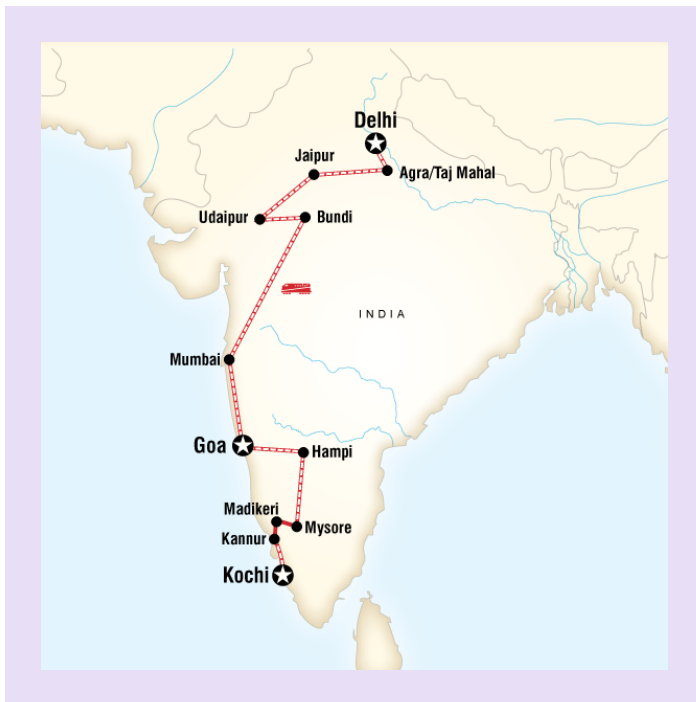 Delhi
Jaipur
Agra/Taj Mahal
Udaipur
Bundi
INDIA
Mumbai
Goa
Hampi
Madikeri
Mysore
Kannur
Kochi